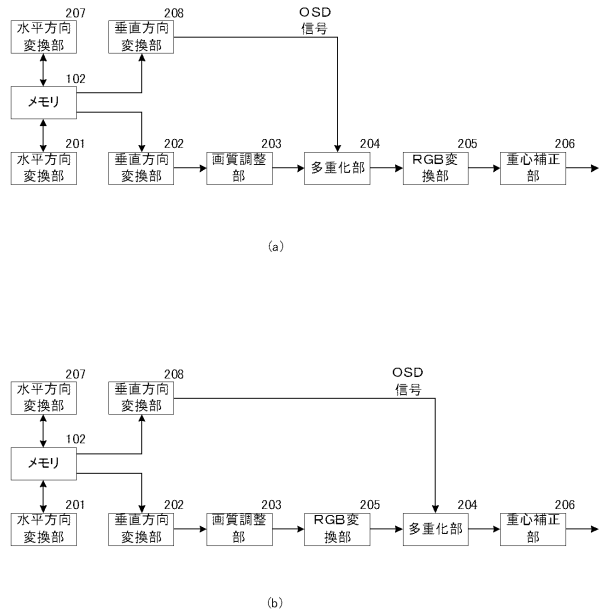 207
水平方向
変換部
208
垂直方向
変換部
OSD
信号
102
メモリ
201
水平方向
変換部
202
垂直方向
変換部
203
画質調整
部
204
多重化部
205
RGB変
換部
206
重心補正
部
(a)
207
水平方向
変換部
208
垂直方向
変換部
OSD
信号
102
メモリ
201
水平方向
変換部
202
垂直方向
変換部
203
画質調整
部
205
RGB変
換部
204
多重化部
206
重心補正
部
(b)